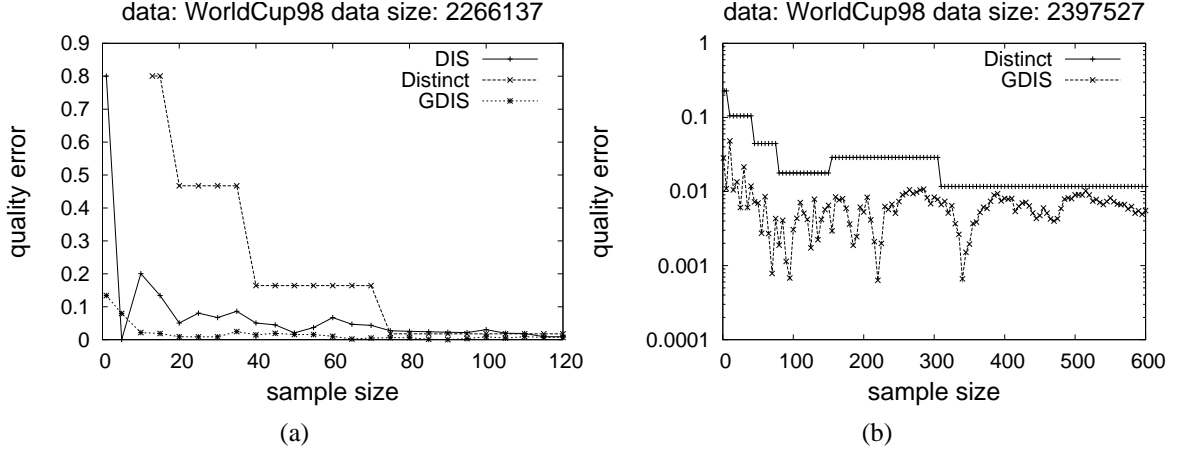 data: WorldCup98 data size: 2266137
0.9
0.8
0.7
0.6
0.5
0.4
0.3
0.2
0.1
0
quality error
DIS
Distinct
GDIS
0 20 40 60 80 100 120
sample size
(a)
data: WorldCup98 data size: 2397527
1
0.1
0.01
0.001
0.0001
quality error
Distinct
GDIS
0 100 200 300 400 500 600
sample size
(b)